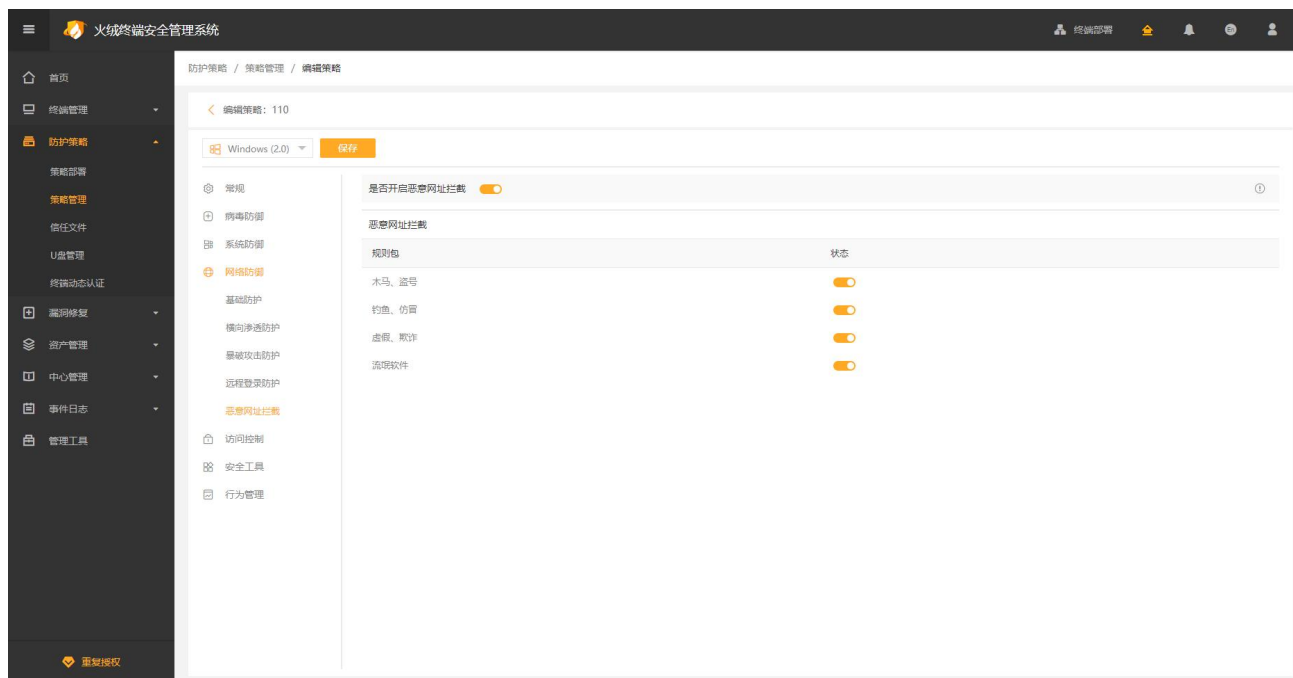 火绒终端安全管理系统
终端部署
首页
终端管理
防护策略
策略部署
策略管理
信任文件
U盘管理
终端动态认证
漏洞修复
资产管理
中心管理
事件日志
管理工具
重复授权
防护策略 / 策略管理 / 编辑策略
编辑策略：110
Windows (2.0)
保存
常规
病毒防御
系统防御
网络防御
基础防护
横向渗透防护
暴破攻击防护
远程登录防护
恶意网址拦截
访问控制
安全工具
行为管理
是否开启恶意网址拦截
恶意网址拦截
规则包 状态
木马、盗号
钓鱼、仿冒
虚假、欺诈
流氓软件